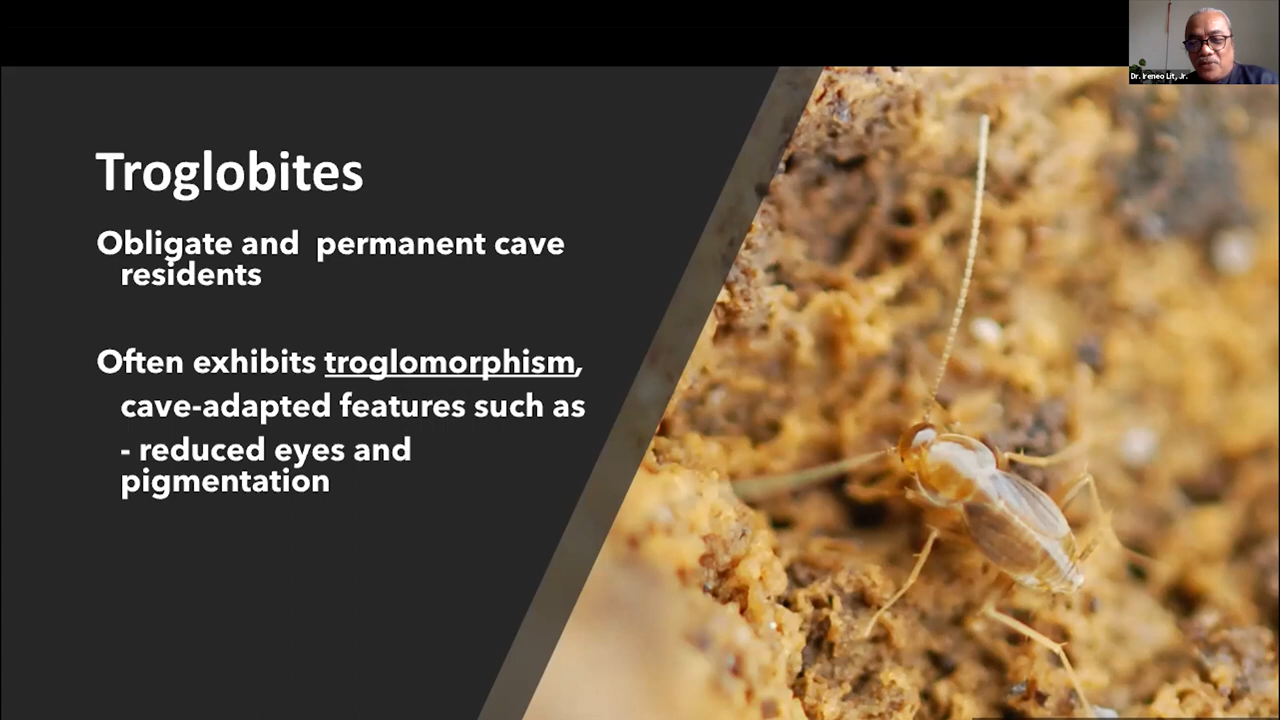 Dr. Ireneo Lit, Jr.
Troglobites
Obligate and  permanent cave
residents
Often exhibits troglomorphism,
cave-adapted features such as
- reduced eyes and
pigmentation